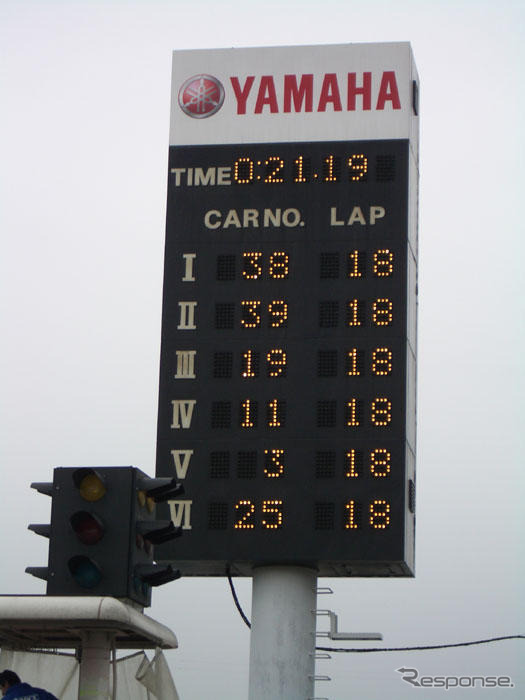 YAMAHA
TIME 0:21.19
CAR NO. LAP
I 38 18
II 39 18
III 19 18
IV 11 18
V 3 18
VI 25 18
Response.